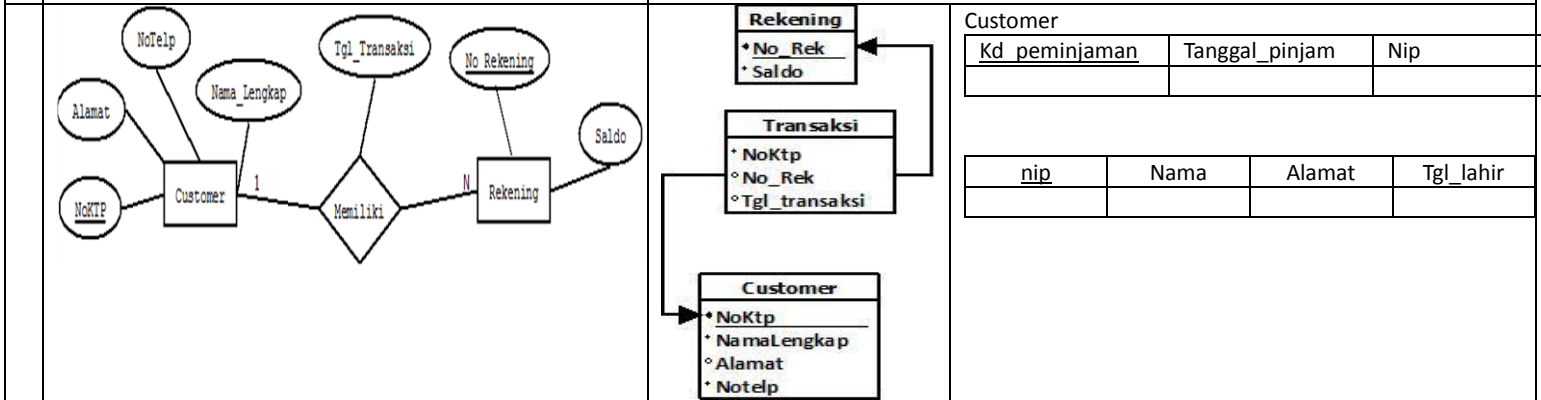 NoTelp
Tgl_Transaksi
No Rekening
Nama_Lengkap
Alamat
Saldo
Customer
1
N
Rekening
NoKTP
Memiliki
Rekening
No_Rek
Saldo
Transaksi
NoKtp
No_Rek
Tgl_transaksi
Customer
NoKtp
NamaLengkap
Alamat
Notelp
Customer
Kd_peminjaman Tanggal_pinjam Nip
nip Nama Alamat Tgl_lahir